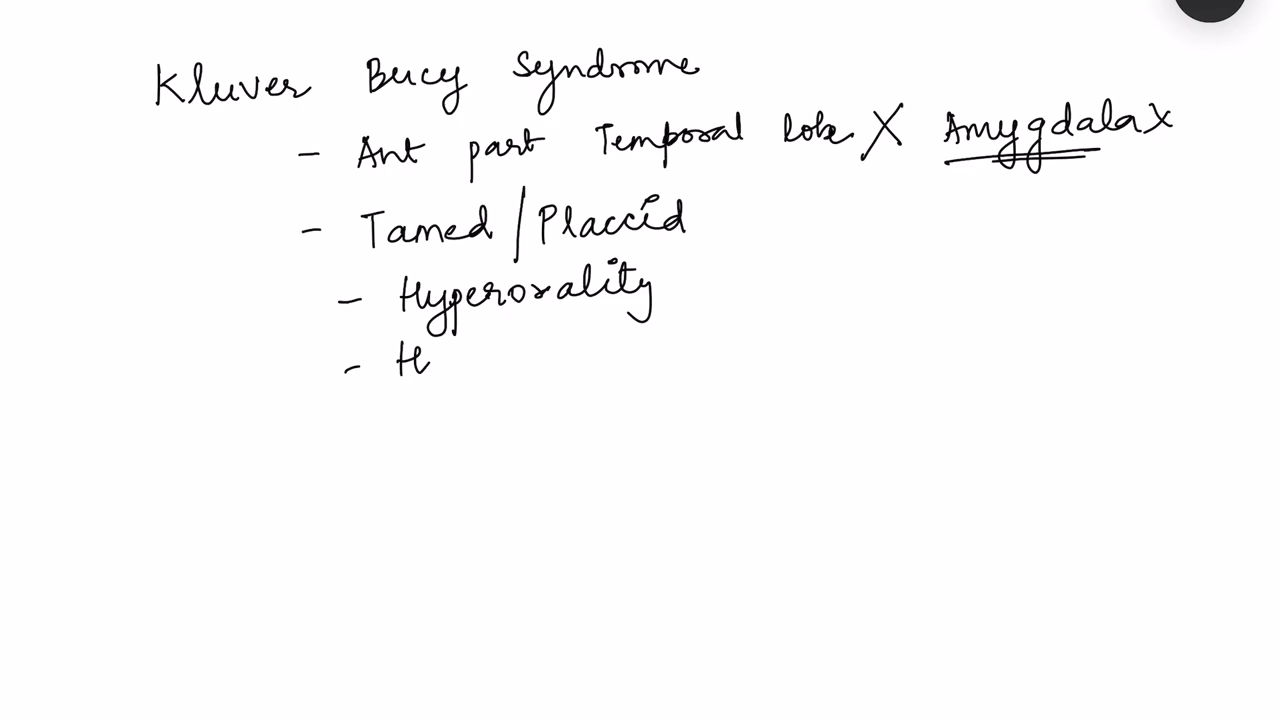 Kluver Bucy Syndrome
- Ant part Temporal lobe X Amygdala X
- Tamed / Placcid
- Hyperorality
- H